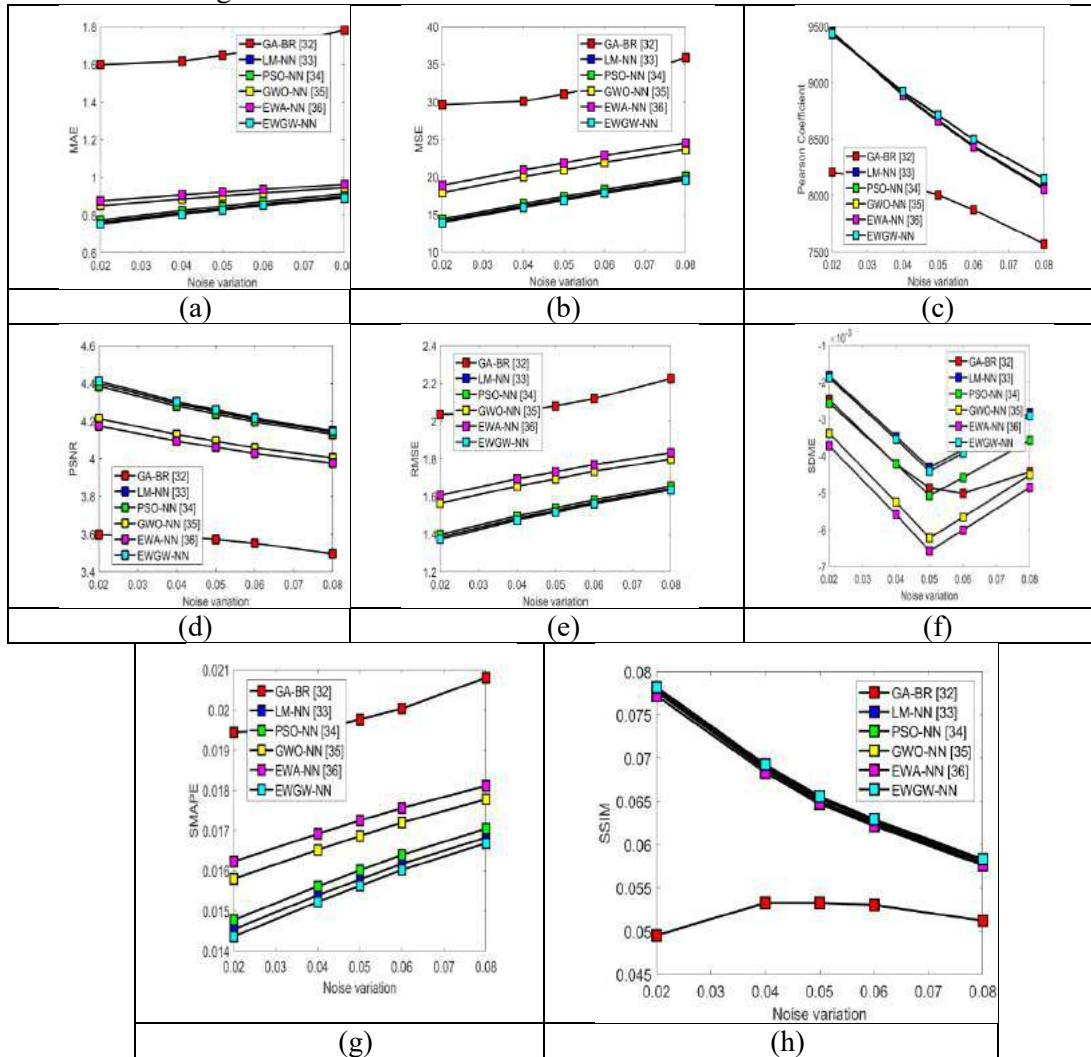 1.8
1.6
1.4
1.2
1
0.8
0.6
0.02 0.03 0.04 0.05 0.06 0.07 0.08
MAE
Noise variation
GA-BR [32]
LM-NN [33]
PSO-NN [34]
GWO-NN [35]
EWA-NN [36]
EWGW-NN
40
35
30
25
20
15
10
0.02 0.03 0.04 0.05 0.06 0.07 0.08
MSE
Noise variation
GA-BR [32]
LM-NN [33]
PSO-NN [34]
GWO-NN [35]
EWA-NN [36]
EWGW-NN
9500
9000
8500
8000
7500
0.02 0.03 0.04 0.05 0.06 0.07 0.08
Pearson Coefficient
Noise variation
GA-BR [32]
LM-NN [33]
PSO-NN [34]
GWO-NN [35]
EWA-NN [36]
EWGW-NN
(a) (b) (c)
4.6
4.4
4.2
4
3.8
3.6
3.4
0.02 0.03 0.04 0.05 0.06 0.07 0.08
PSNR
Noise variation
GA-BR [32]
LM-NN [33]
PSO-NN [34]
GWO-NN [35]
EWA-NN [36]
EWGW-NN
2.4
2.2
2.0
1.8
1.6
1.4
1.2
0.02 0.03 0.04 0.05 0.06 0.07 0.08
RMSE
Noise variation
GA-BR [32]
LM-NN [33]
PSO-NN [34]
GWO-NN [35]
EWA-NN [36]
EWGW-NN
×10⁻³
-1
-2
-3
-4
-5
-6
-7
0.02 0.03 0.04 0.05 0.06 0.07 0.08
SDME
Noise variation
GA-BR [32]
LM-NN [33]
PSO-NN [34]
GWO-NN [35]
EWA-NN [36]
EWGW-NN
(d) (e) (f)
0.021
0.02
0.019
0.018
0.017
0.016
0.015
0.014
0.02 0.03 0.04 0.05 0.06 0.07 0.08
SMAPE
Noise variation
GA-BR [32]
LM-NN [33]
PSO-NN [34]
GWO-NN [35]
EWA-NN [36]
EWGW-NN
0.08
0.075
0.07
0.065
0.06
0.055
0.05
0.045
0.02 0.03 0.04 0.05 0.06 0.07 0.08
SSIM
Noise variation
GA-BR [32]
LM-NN [33]
PSO-NN [34]
GWO-NN [35]
EWA-NN [36]
EWGW-NN
(g) (h)